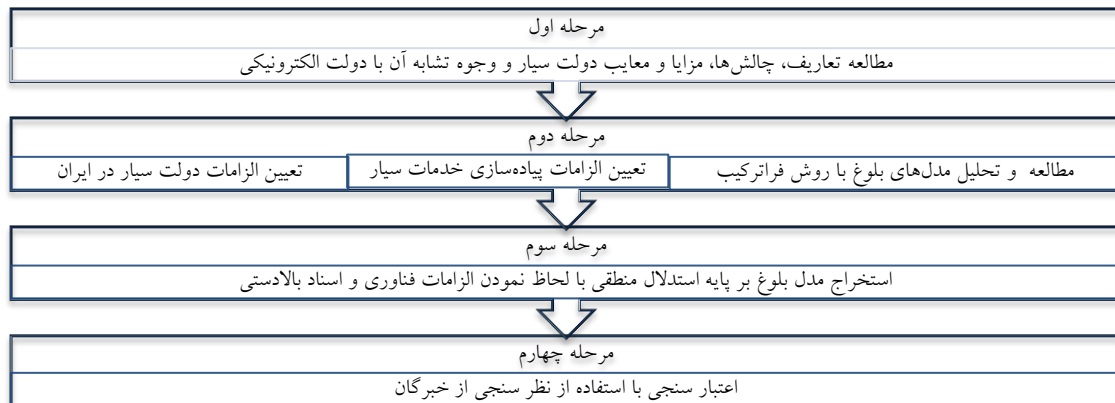 مرحله اول
مطالعه تعاریف، چالش‌ها، مزایا و معایب دولت سیار و وجوه تشابه آن با دولت الکترونیکی
مرحله دوم
مطالعه و تحلیل مدل‌های بلوغ با روش فراترکیب
تعیین الزامات پیاده‌سازی خدمات سیار
تعیین الزامات دولت سیار در ایران
مرحله سوم
استخراج مدل بلوغ بر پایه استدلال منطقی با لحاظ نمودن الزامات فناوری و اسناد بالادستی
مرحله چهارم
اعتبار سنجی با استفاده از نظر سنجی از خبرگان